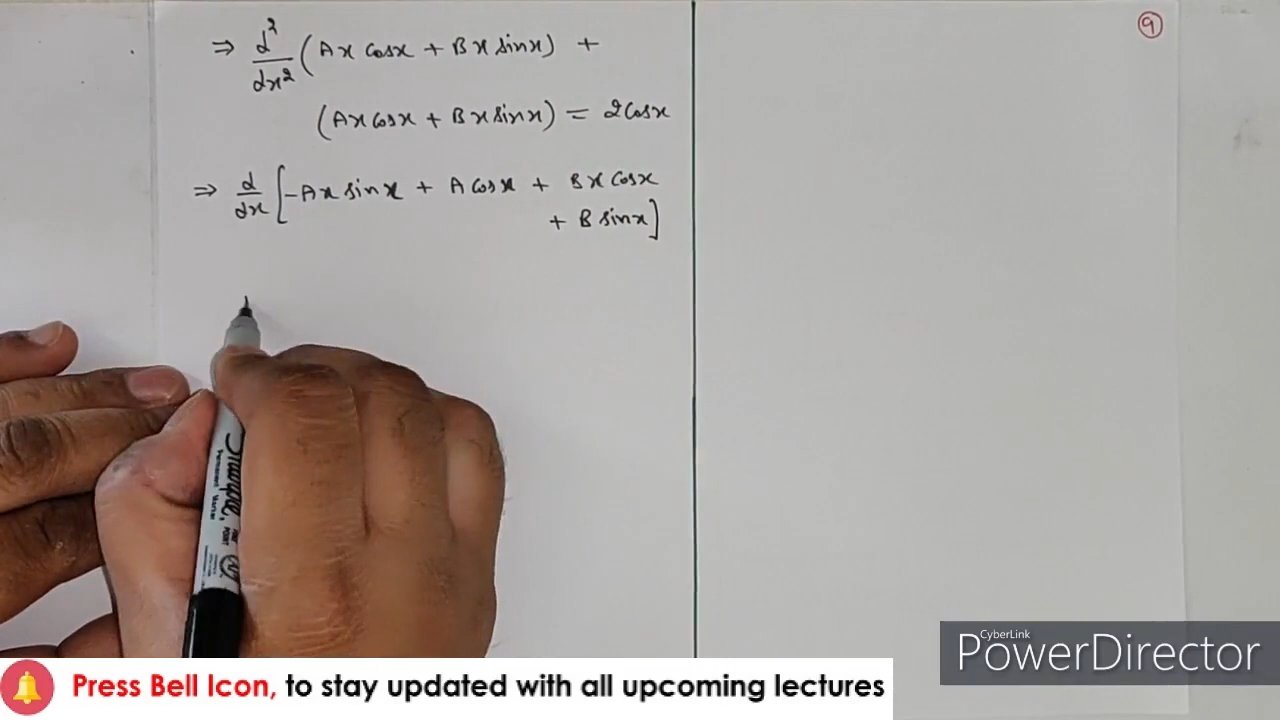 ⇒ d²/dx² (Ax cosx + Bx sinx) +
(Ax cosx + Bx sinx) = 2cosx
⇒ d/dx [-Ax sinx + A cosx + Bx cosx
+ B sinx]
9
CyberLink
PowerDirector
Press Bell Icon, to stay updated with all upcoming lectures